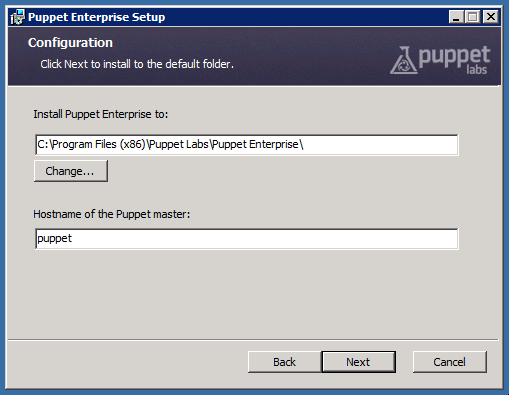 Puppet Enterprise Setup
Configuration
Click Next to install to the default folder.
puppet
labs
Install Puppet Enterprise to:
C:\Program Files (x86)\Puppet Labs\Puppet Enterprise\
Change...
Hostname of the Puppet master:
puppet
Back
Next
Cancel